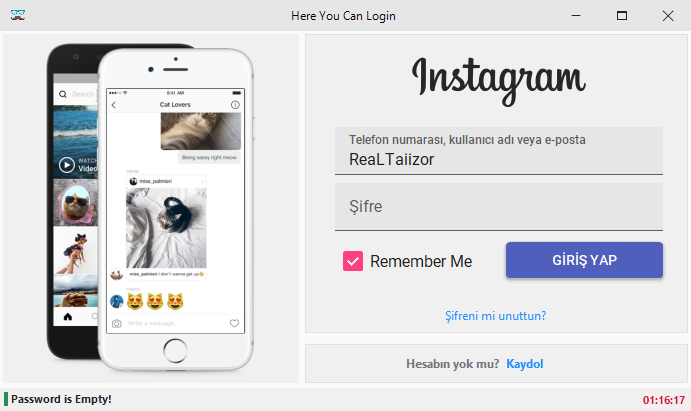 Here You Can Login
Search
WATCH
Video
9:41 AM
Cat Lovers
Being sassy right meow
miss_palmieri
miss_palmieri I don't wanna get up
Write a message...
Instagram
Telefon numarası, kullanıcı adı veya e-posta
ReaLTaiizor
Şifre
Remember Me
GİRİŞ YAP
Şifreni mi unuttun?
Hesabın yok mu? Kaydol
Password is Empty!
01:16:17